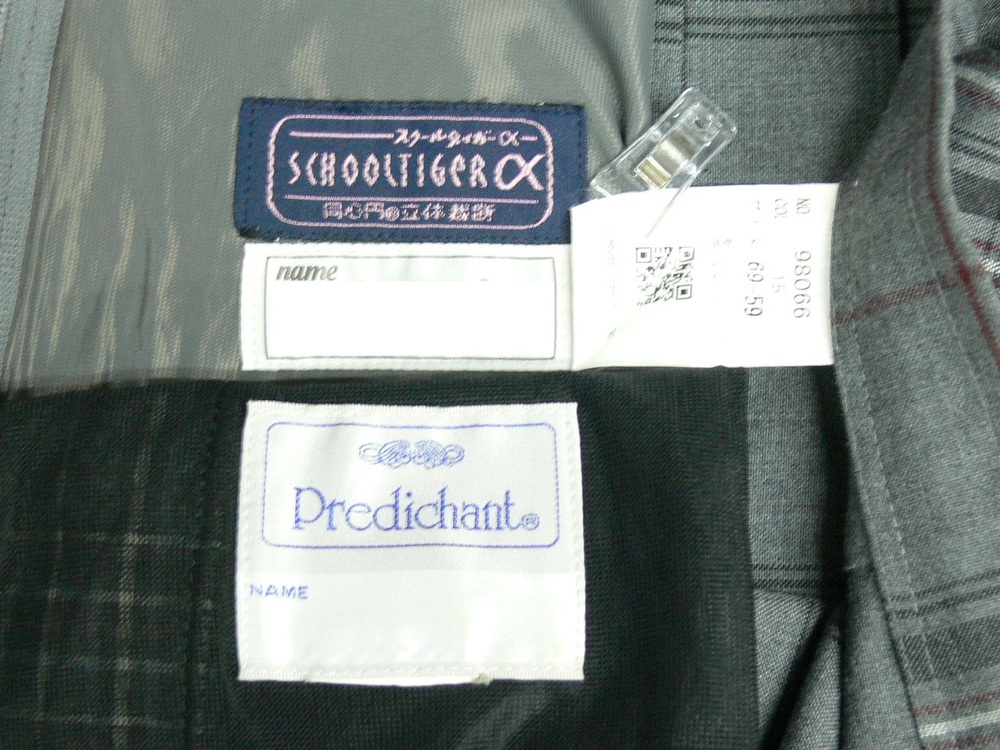 スクールタイガーα
SCHOOLTIGER α
同心円の立体裁断
name
NO 98066
COL 15
69-59
Predichant®
NAME